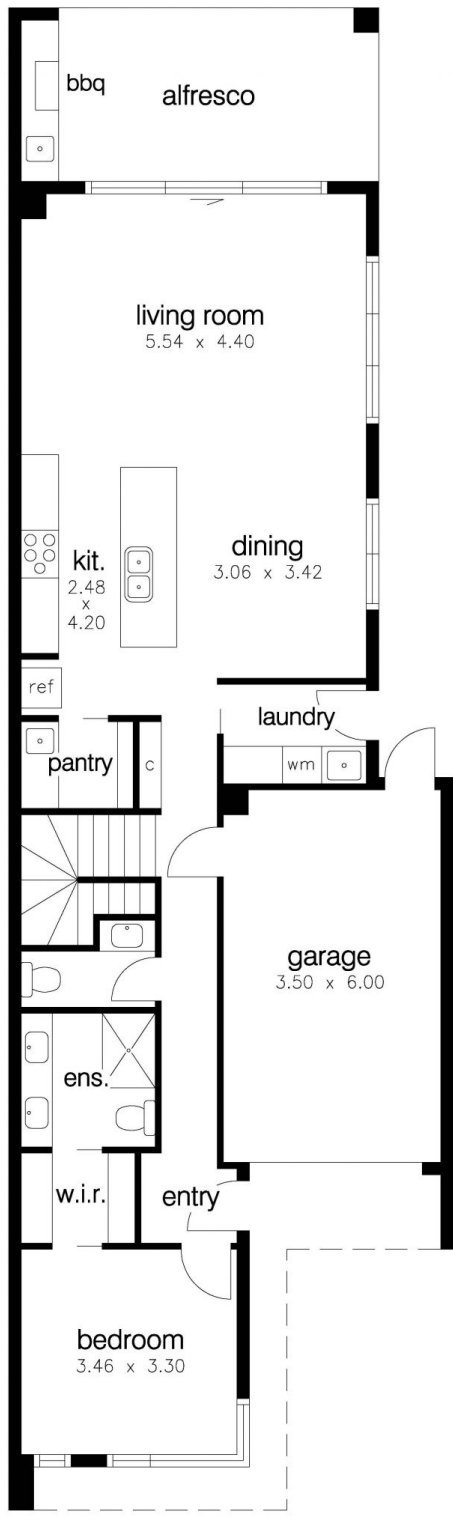 bbq
alfresco
living room
5.54 x 4.40
dining
3.06 x 3.42
kit.
2.48
x
4.20
ref
laundry
pantry
c
wm
garage
3.50 x 6.00
ens.
w.i.r.
entry
bedroom
3.46 x 3.30